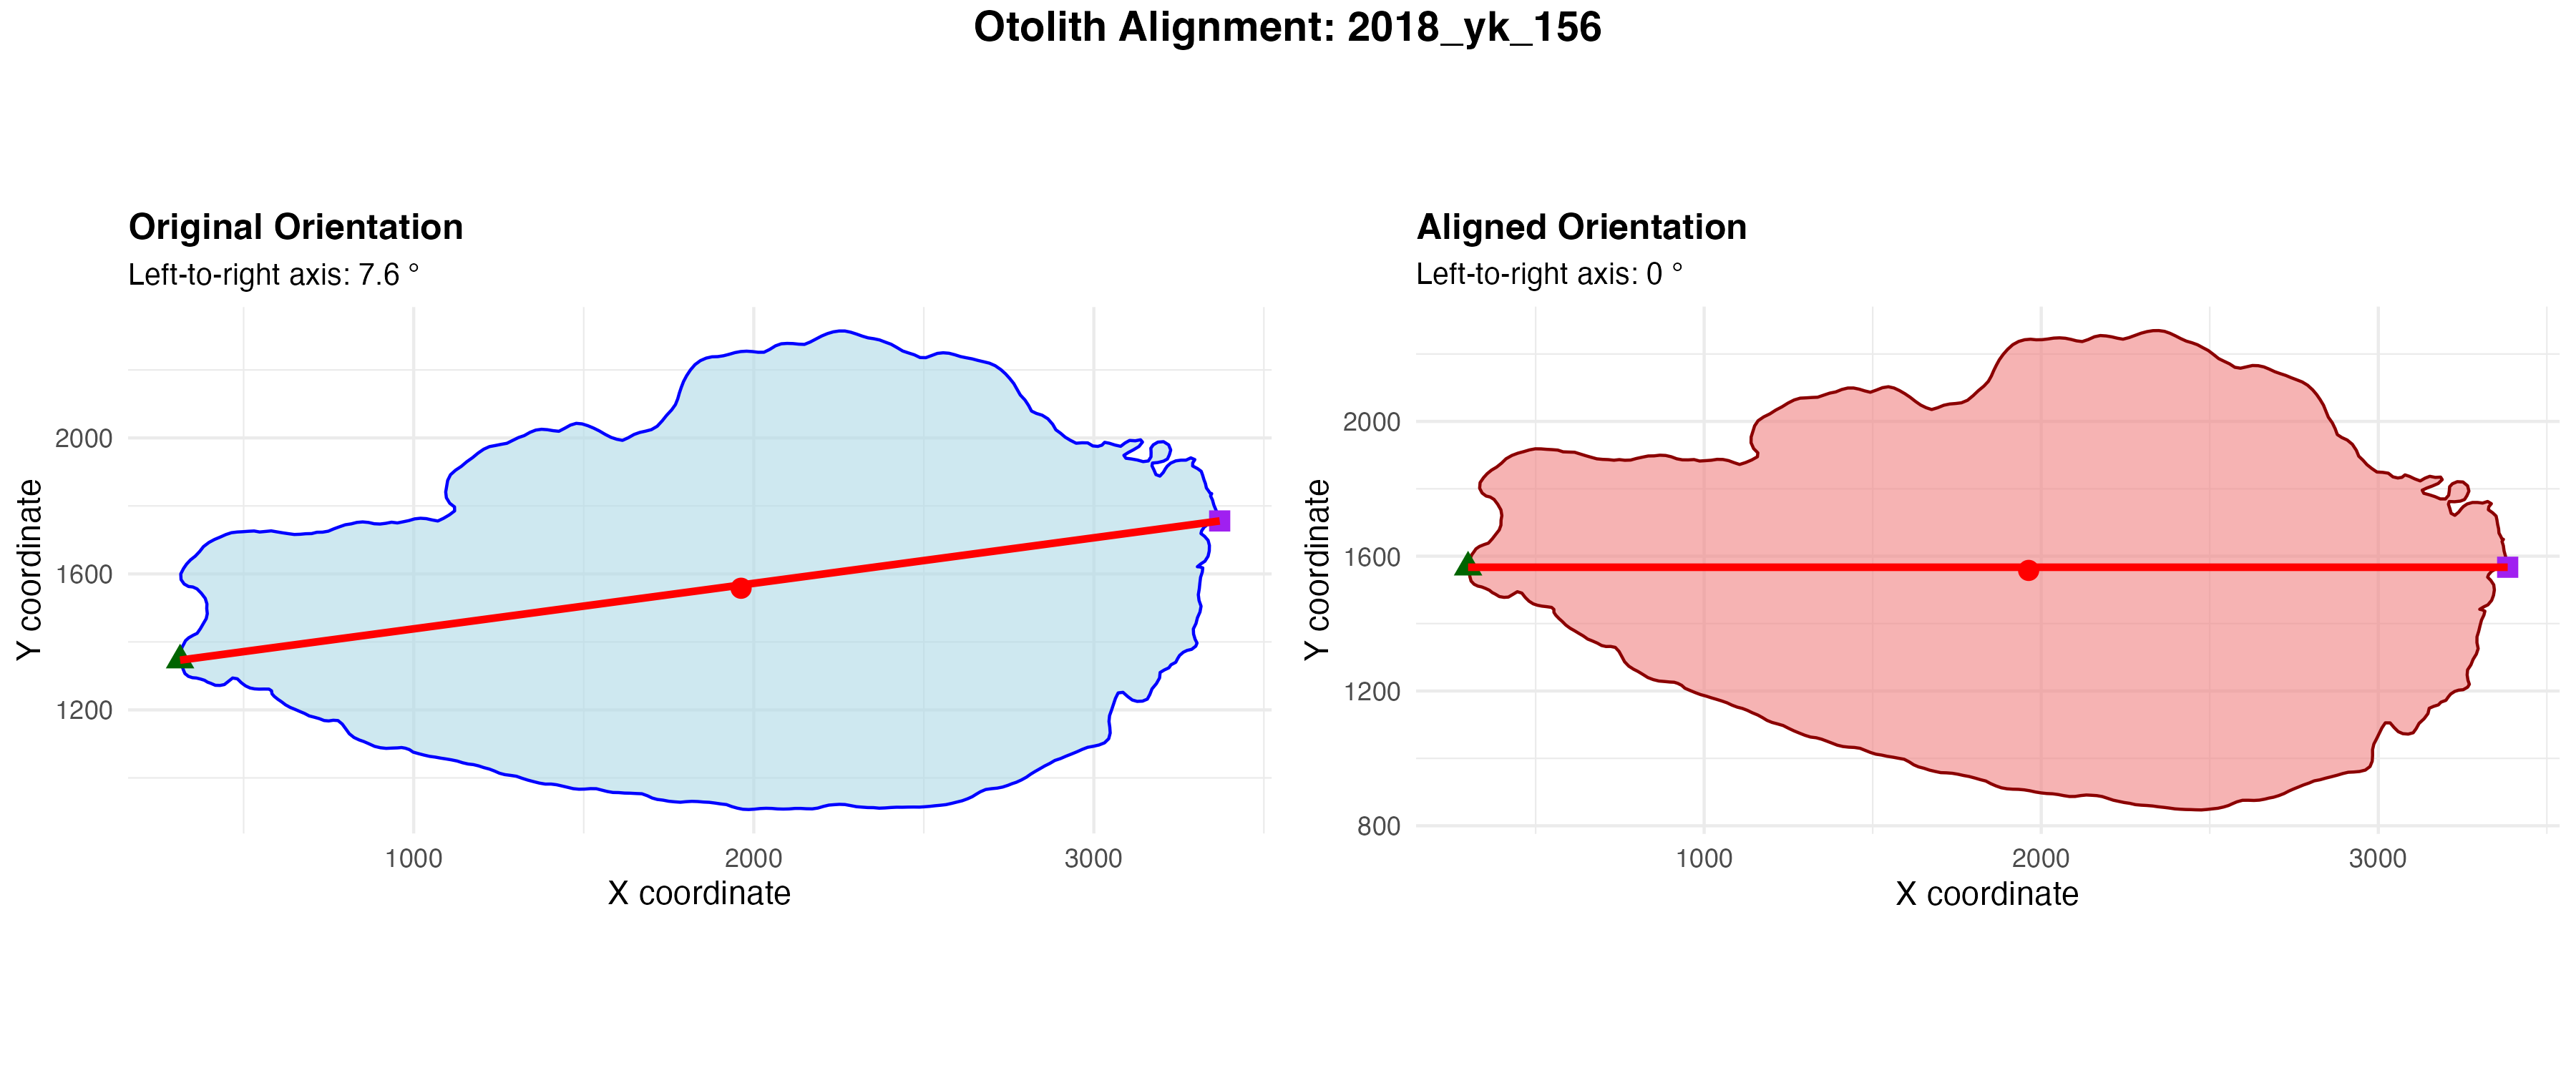 Otolith Alignment: 2018_yk_156
Original Orientation
Left-to-right axis: 7.6 °
2000
1600
1200
Y coordinate
1000
2000
3000
X coordinate
Aligned Orientation
Left-to-right axis: 0 °
2000
1600
1200
800
Y coordinate
1000
2000
3000
X coordinate